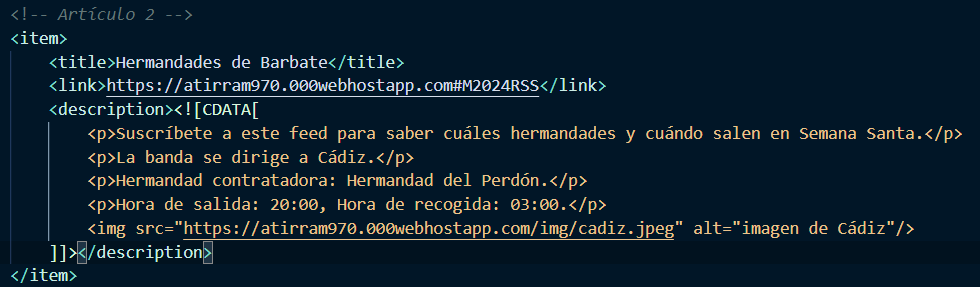 <!-- Artículo 2 -->
<item>
<title>Hermandades de Barbate</title>
<link>https://atirram970.000webhostapp.com#M2024RSS</link>
<description><![CDATA[
<p>Suscríbete a este feed para saber cuáles hermandades y cuándo salen en Semana Santa.</p>
<p>La banda se dirige a Cádiz.</p>
<p>Hermandad contratadora: Hermandad del Perdón.</p>
<p>Hora de salida: 20:00, Hora de recogida: 03:00.</p>
<img src="https://atirram970.000webhostapp.com/img/cadiz.jpeg" alt="imagen de Cádiz"/>
]]></description>
</item>